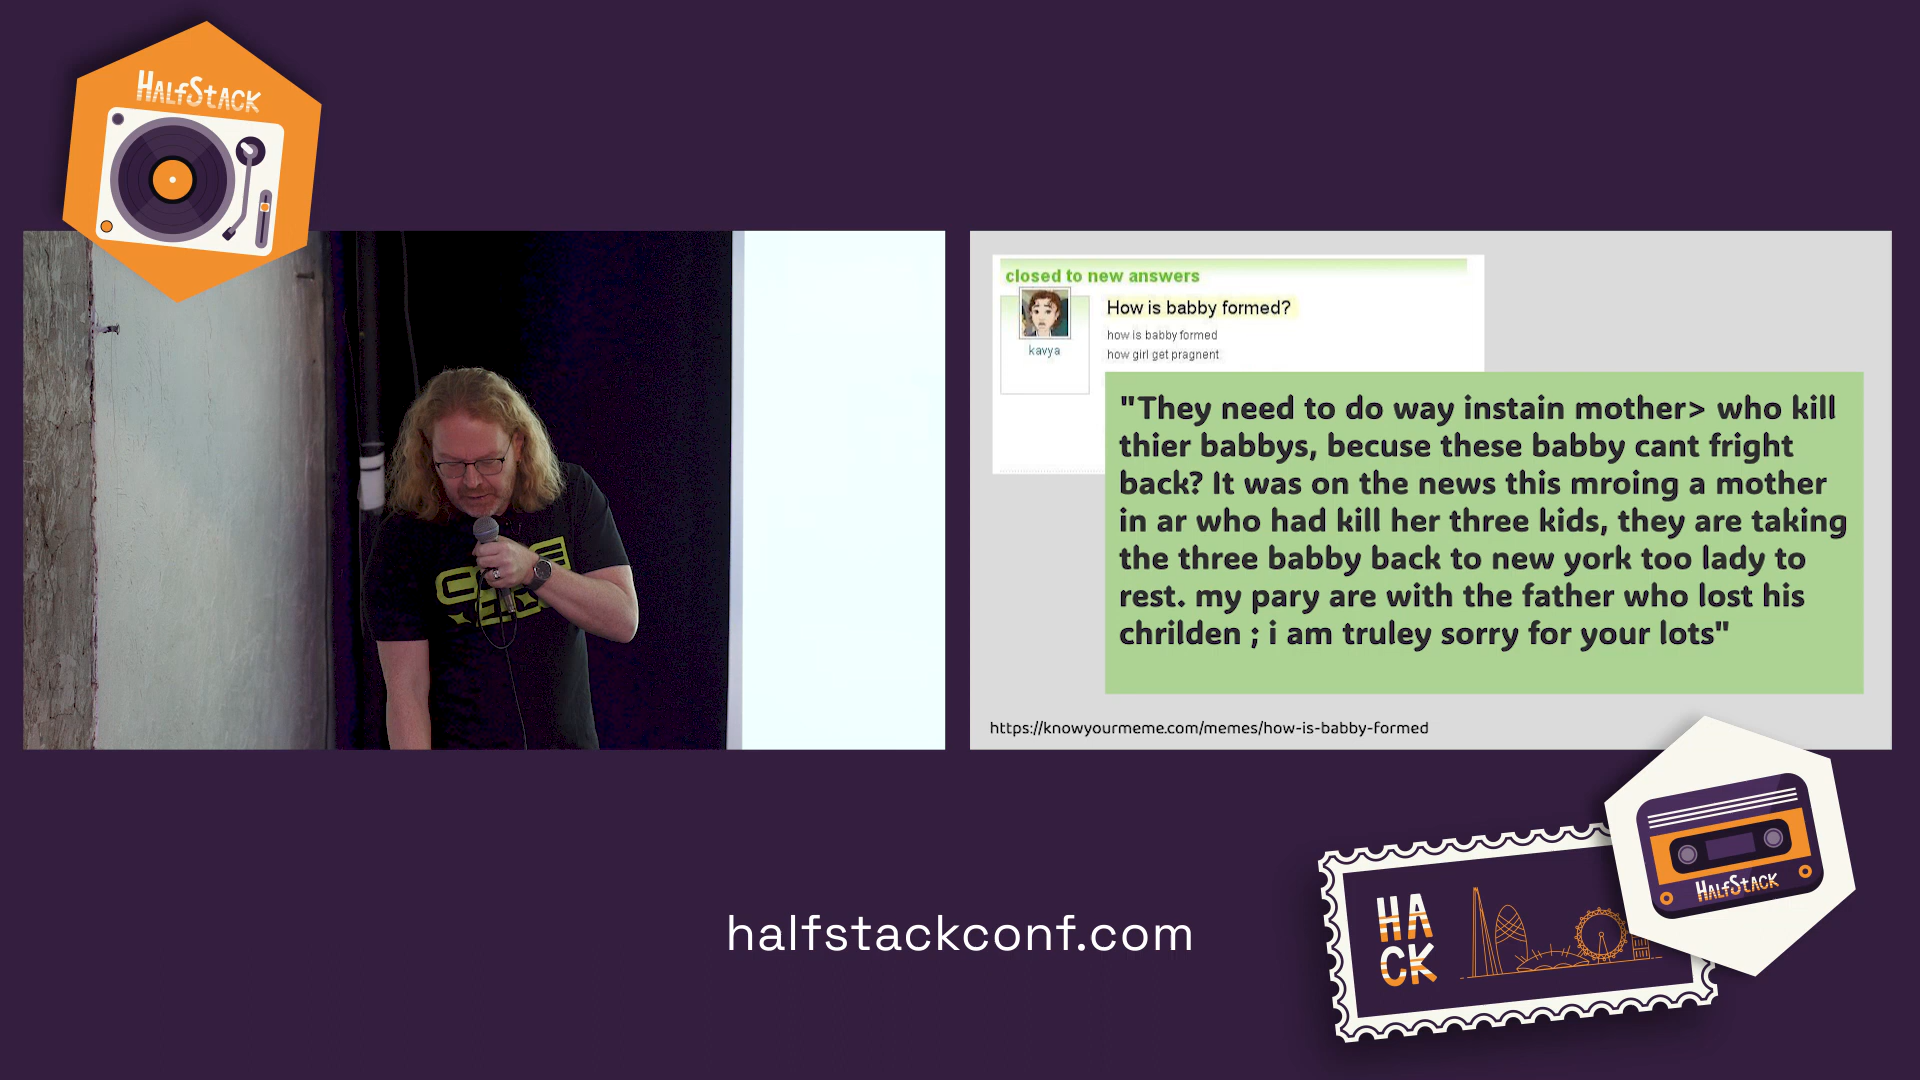 HALFSTACK
closed to new answers
How is babby formed?
how is babby formed
how girl get pragnent
kavya
"They need to do way instain mother> who kill
thier babbys, becuse these babby cant fright
back? It was on the news this mroing a mother
in ar who had kill her three kids, they are taking
the three babby back to new york too lady to
rest. my pary are with the father who lost his
chrilden ; i am truley sorry for your lots"
https://knowyourmeme.com/memes/how-is-babby-formed
halfstackconf.com
HA
CK
HALFSTACK